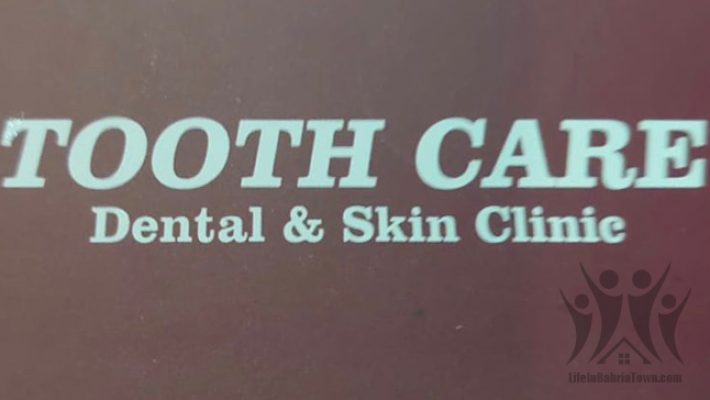 TOOTH CARE
Dental & Skin Clinic
LifeInBahriaTown.com